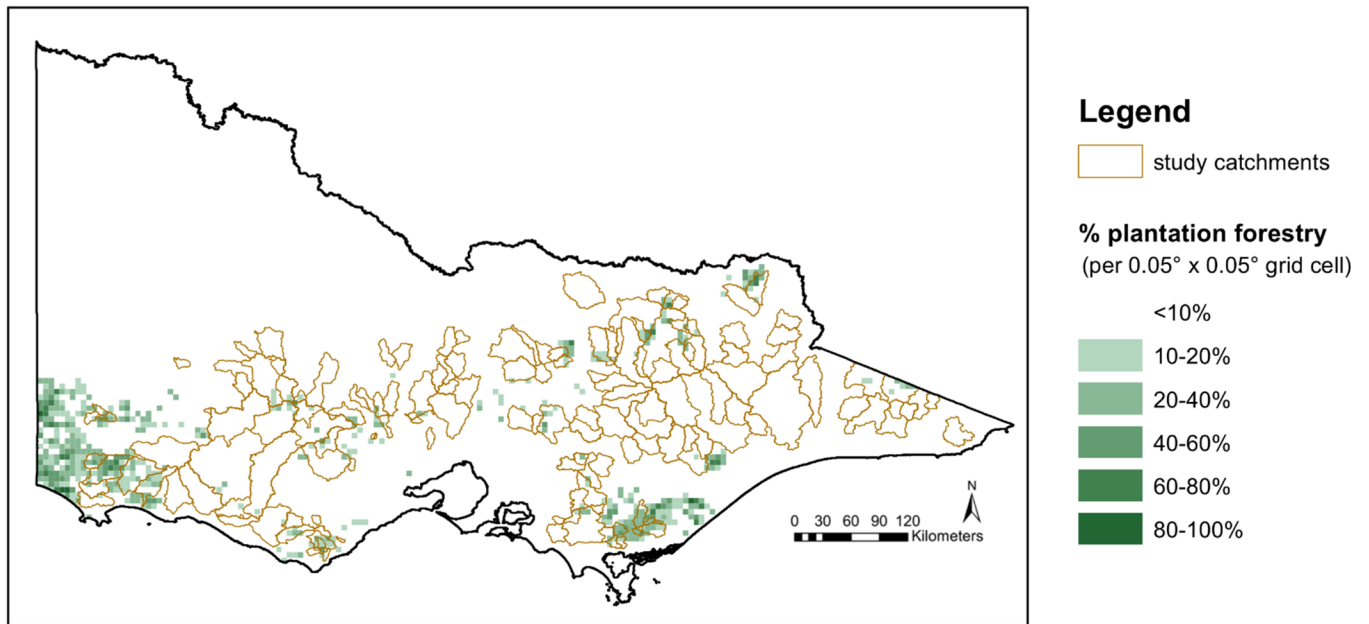 Legend
study catchments
% plantation forestry
(per 0.05° x 0.05° grid cell)
<10%
10-20%
20-40%
40-60%
60-80%
80-100%
N
0 30 60 90 120
Kilometers